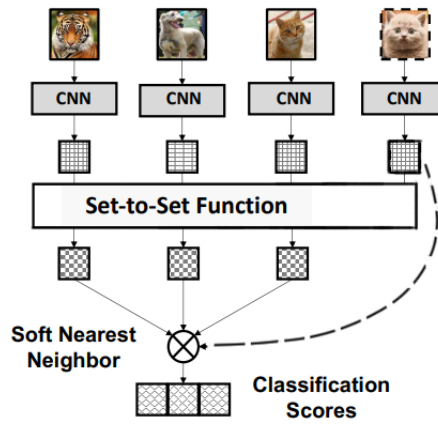 CNN CNN CNN CNN
Set-to-Set Function
Soft Nearest
Neighbor
Classification
Scores